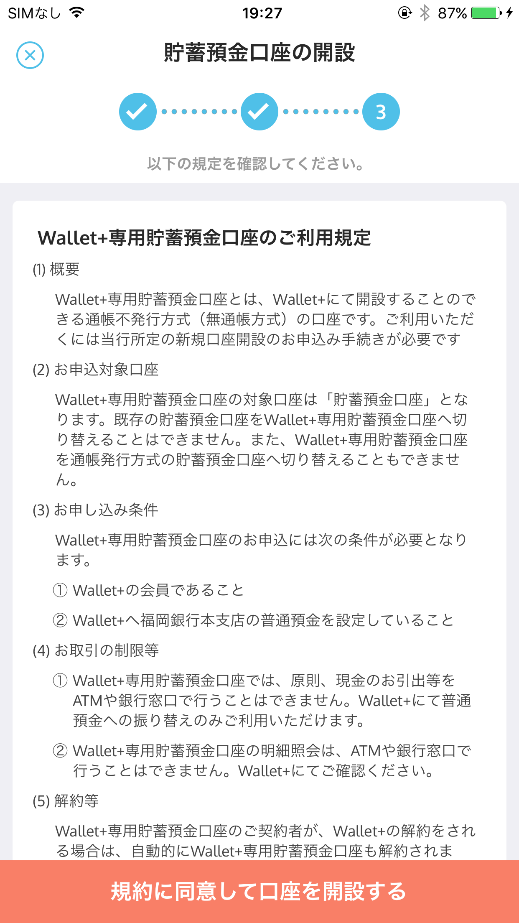 SIMなし 19:27 87%
貯蓄預金口座の開設
3
以下の規定を確認してください。
Wallet+専用貯蓄預金口座のご利用規定
(1) 概要
Wallet+専用貯蓄預金口座とは、Wallet+にて開設することので
きる通帳不発行方式（無通帳方式）の口座です。ご利用いただ
くには当行所定の新規口座開設のお申込み手続きが必要です
(2) お申込対象口座
Wallet+専用貯蓄預金口座の対象口座は「貯蓄預金口座」とな
ります。既存の貯蓄預金口座をWallet+専用貯蓄預金口座へ切
り替えることはできません。また、Wallet+専用貯蓄預金口座
を通帳発行方式の貯蓄預金口座へ切り替えることもできませ
ん。
(3) お申し込み条件
Wallet+専用貯蓄預金口座のお申込には次の条件が必要となり
ます。
① Wallet+の会員であること
② Wallet+へ福岡銀行本支店の普通預金を設定していること
(4) お取引の制限等
① Wallet+専用貯蓄預金口座では、原則、現金のお引出等を
ATMや銀行窓口で行うことはできません。Wallet+にて普通
預金への振り替えのみご利用いただけます。
② Wallet+専用貯蓄預金口座の明細照会は、ATMや銀行窓口で
行うことはできません。Wallet+にてご確認ください。
(5) 解約等
Wallet+専用貯蓄預金口座のご契約者が、Wallet+の解約をされ
る場合は、自動的にWallet+専用貯蓄預金口座も解約されま
規約に同意して口座を開設する